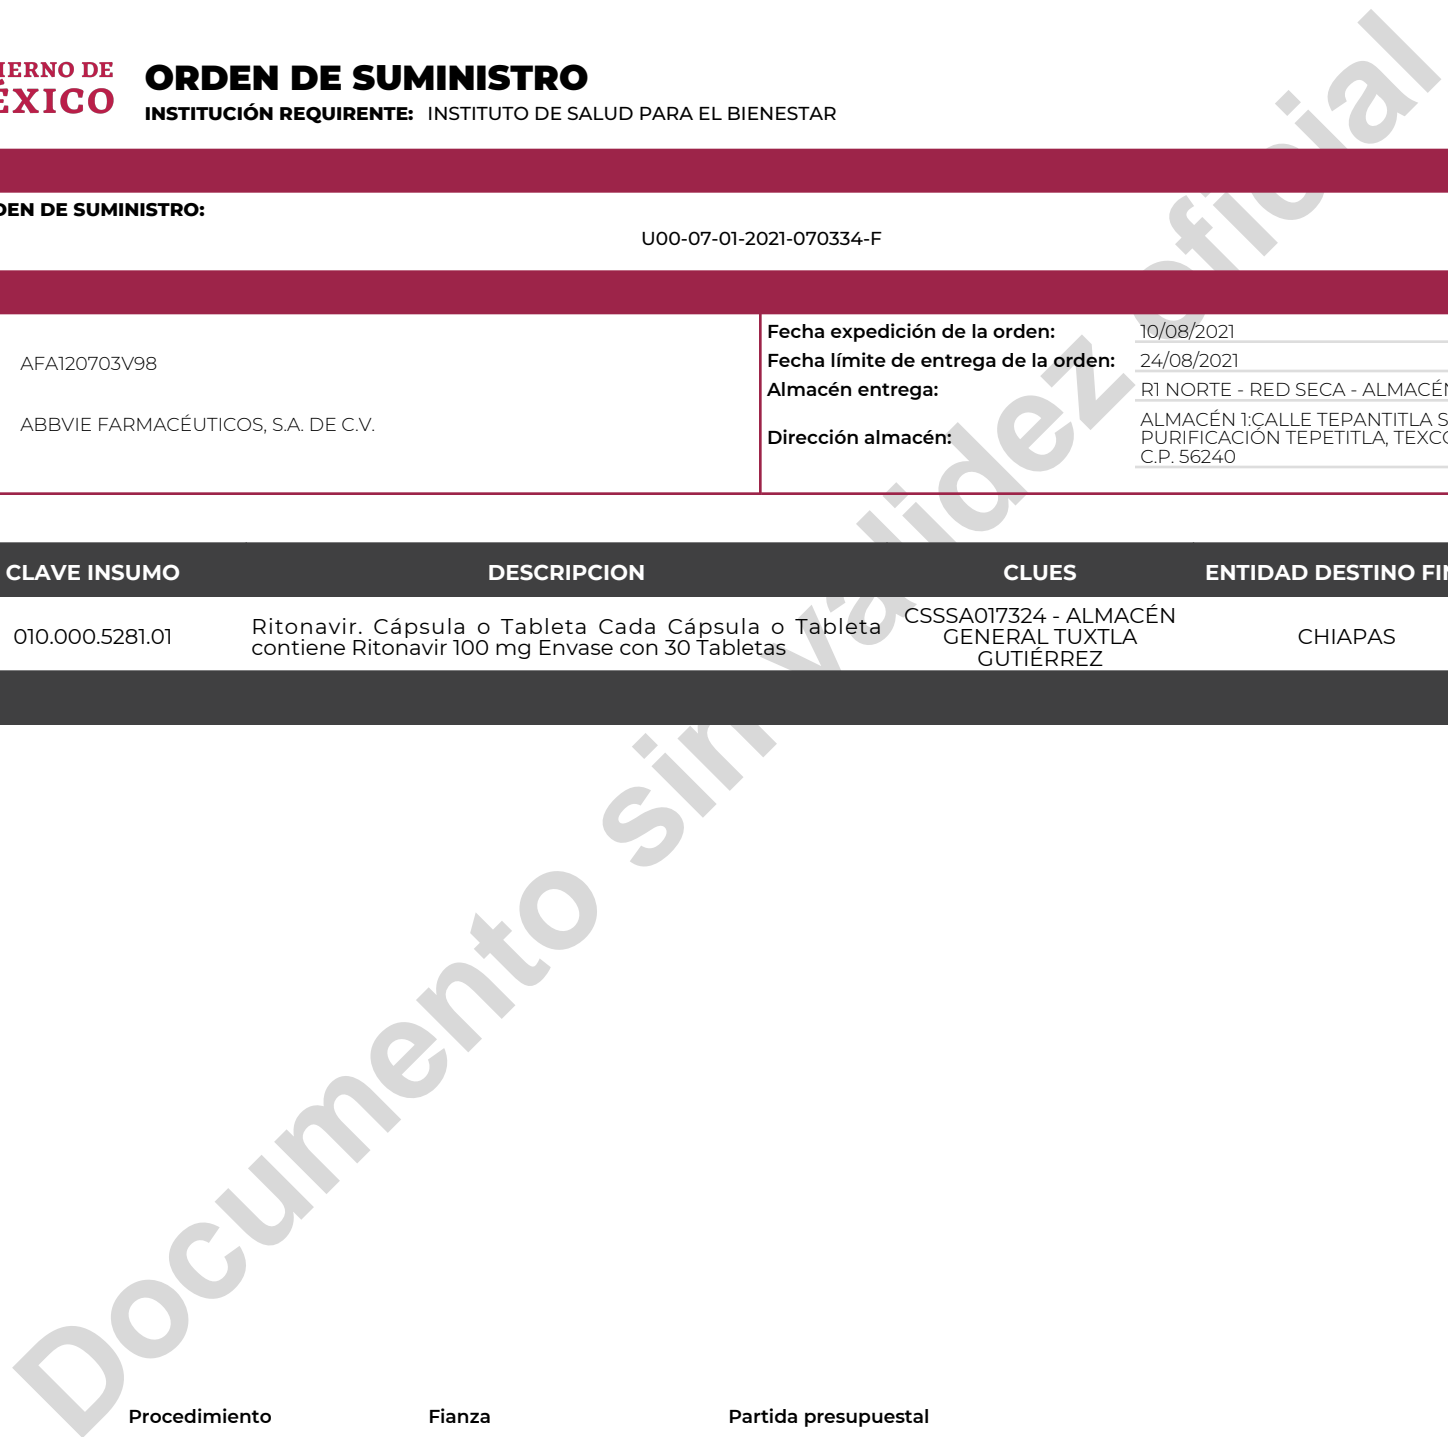 IERNO DE
ÉXICO
ORDEN DE SUMINISTRO
INSTITUCIÓN REQUIRENTE: INSTITUTO DE SALUD PARA EL BIENESTAR
DEN DE SUMINISTRO:
U00-07-01-2021-070334-F
AFA120703V98
ABBVIE FARMACÉUTICOS, S.A. DE C.V.
Fecha expedición de la orden: 10/08/2021
Fecha límite de entrega de la orden: 24/08/2021
Almacén entrega: R1 NORTE - RED SECA - ALMACÉN
Dirección almacén: ALMACÉN 1:CALLE TEPANTITLA S
PURIFICACIÓN TEPETITLA, TEXCO
C.P. 56240
CLAVE INSUMO DESCRIPCION CLUES ENTIDAD DESTINO FIN
010.000.5281.01
Ritonavir. Cápsula o Tableta Cada Cápsula o Tableta
contiene Ritonavir 100 mg Envase con 30 Tabletas
CSSSA017324 - ALMACÉN
GENERAL TUXTLA
GUTIÉRREZ
CHIAPAS
Documento sin validez oficial
Procedimiento Fianza Partida presupuestal